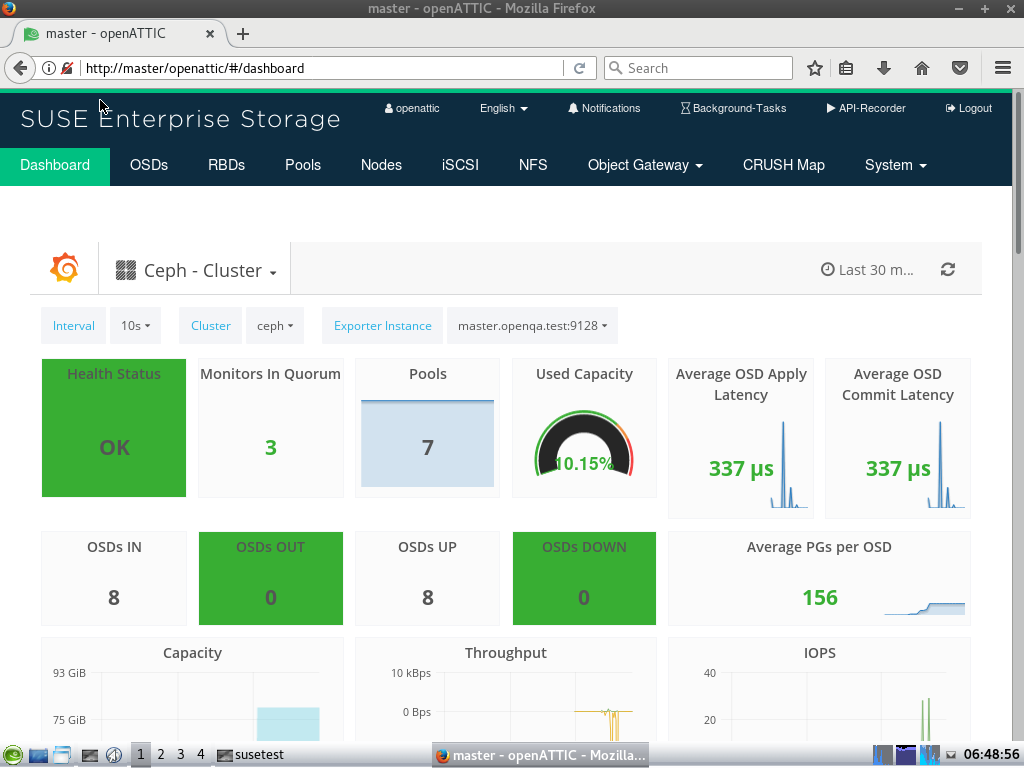 master - openATTIC - Mozilla Firefox
master - openATTIC
http://master/openattic/#/dashboard
Search
SUSE Enterprise Storage
openattic English Notifications Background-Tasks API-Recorder Logout
Dashboard OSDs RBDs Pools Nodes iSCSI NFS Object Gateway CRUSH Map System
Ceph - Cluster
Last 30 m...
Interval 10s Cluster ceph Exporter Instance master.openqa.test:9128
Health Status
OK
Monitors In Quorum
3
Pools
7
Used Capacity
10.15%
Average OSD Apply
Latency
337 µs
Average OSD
Commit Latency
337 µs
OSDs IN
8
OSDs OUT
0
OSDs UP
8
OSDs DOWN
0
Average PGs per OSD
156
Capacity
93 GiB
75 GiB
Throughput
10 kBps
0 Bps
IOPS
40
20
1 2 3 4 susetest master - openATTIC - Mozilla... 06:48:56